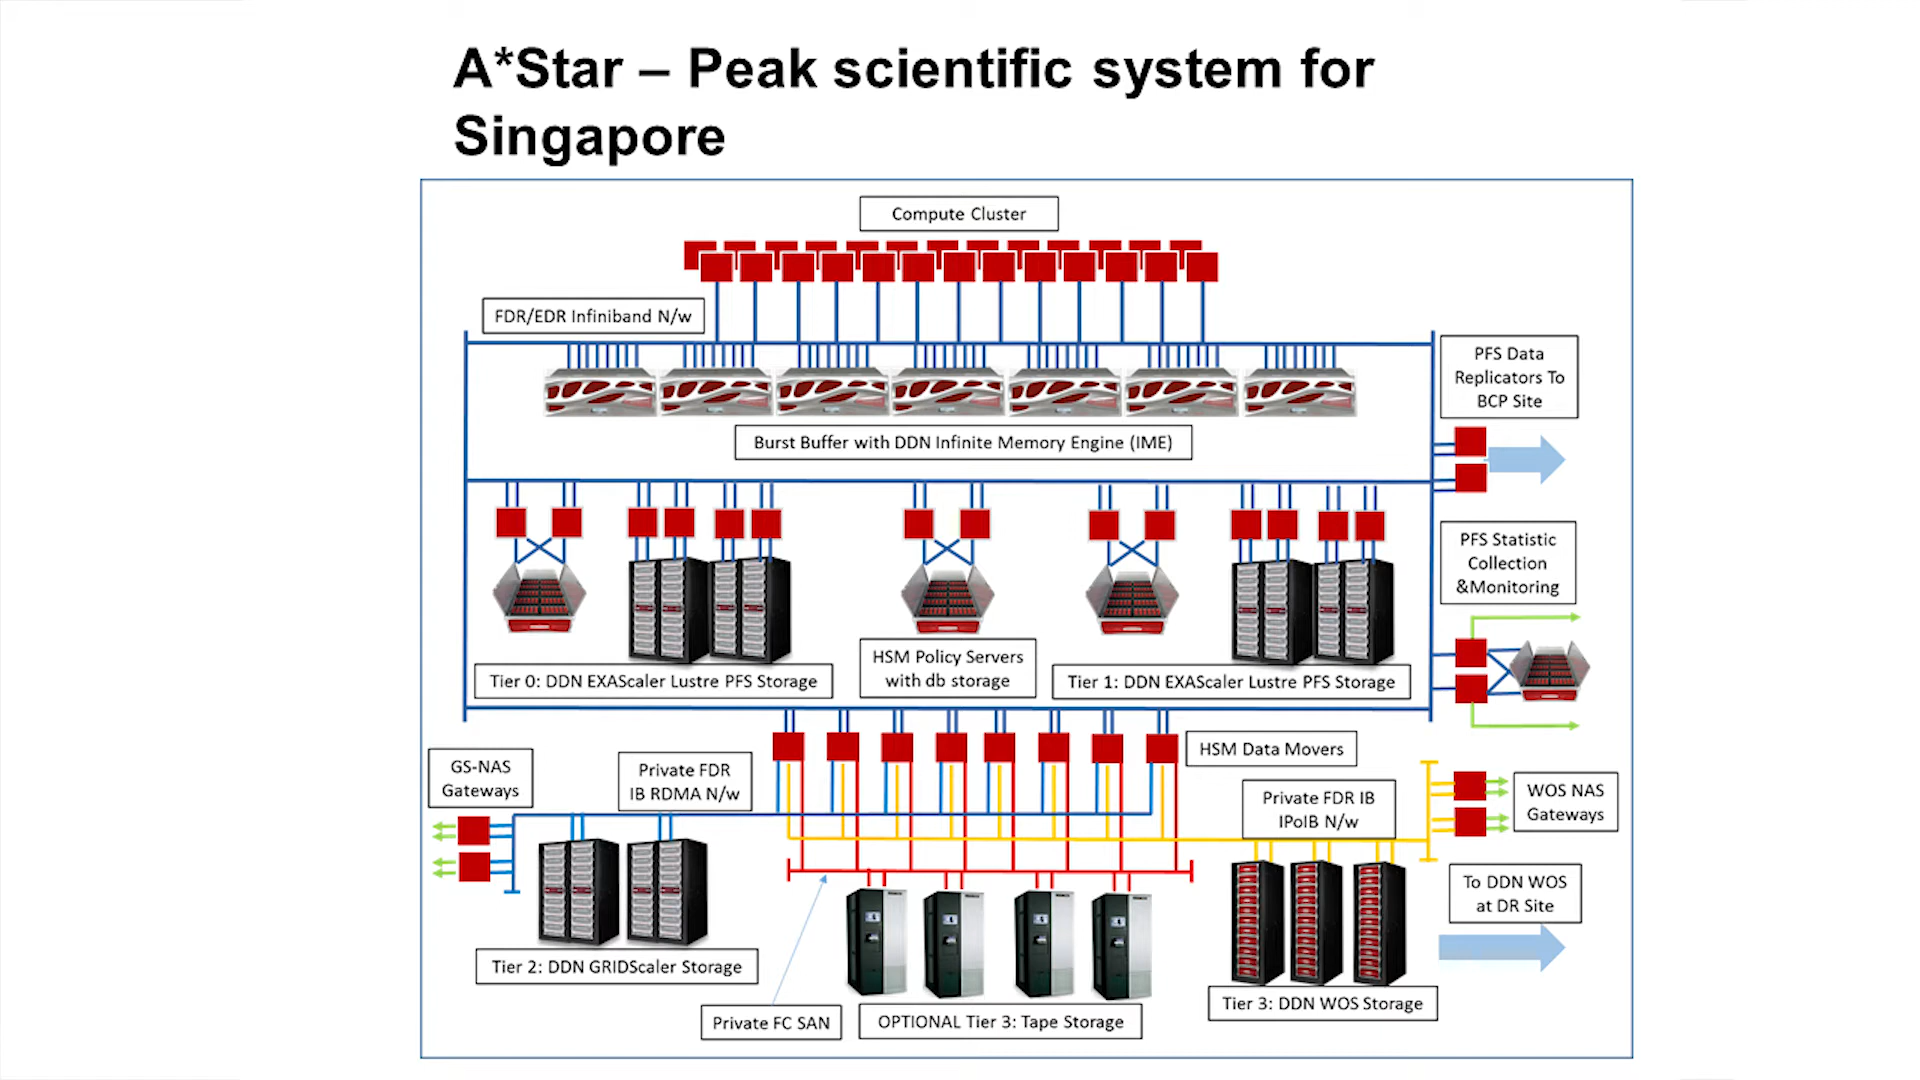 A*Star – Peak scientific system for
Singapore
Compute Cluster
FDR/EDR Infiniband N/w
PFS Data
Replicators To
BCP Site
Burst Buffer with DDN Infinite Memory Engine (IME)
PFS Statistic
Collection
&Monitoring
HSM Policy Servers
with db storage
Tier 0: DDN EXAScaler Lustre PFS Storage
Tier 1: DDN EXAScaler Lustre PFS Storage
HSM Data Movers
GS-NAS
Gateways
Private FDR
IB RDMA N/w
Private FDR IB
IPoIB N/w
WOS NAS
Gateways
To DDN WOS
at DR Site
Tier 2: DDN GRIDScaler Storage
Tier 3: DDN WOS Storage
Private FC SAN
OPTIONAL Tier 3: Tape Storage